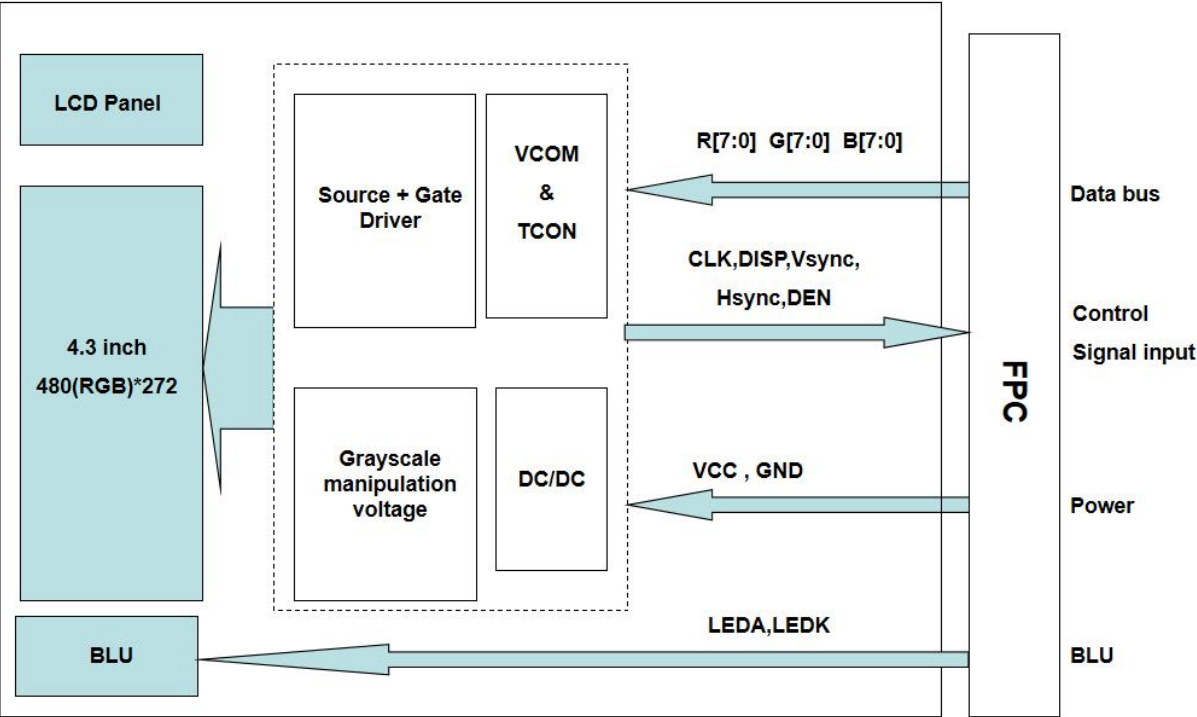 LCD Panel
4.3 inch
480(RGB)*272
BLU
Source + Gate
Driver
VCOM
&
TCON
Grayscale
manipulation
voltage
DC/DC
R[7:0] G[7:0] B[7:0]
CLK,DISP,Vsync,
Hsync,DEN
VCC , GND
LEDA,LEDK
FPC
Data bus
Control
Signal input
Power
BLU